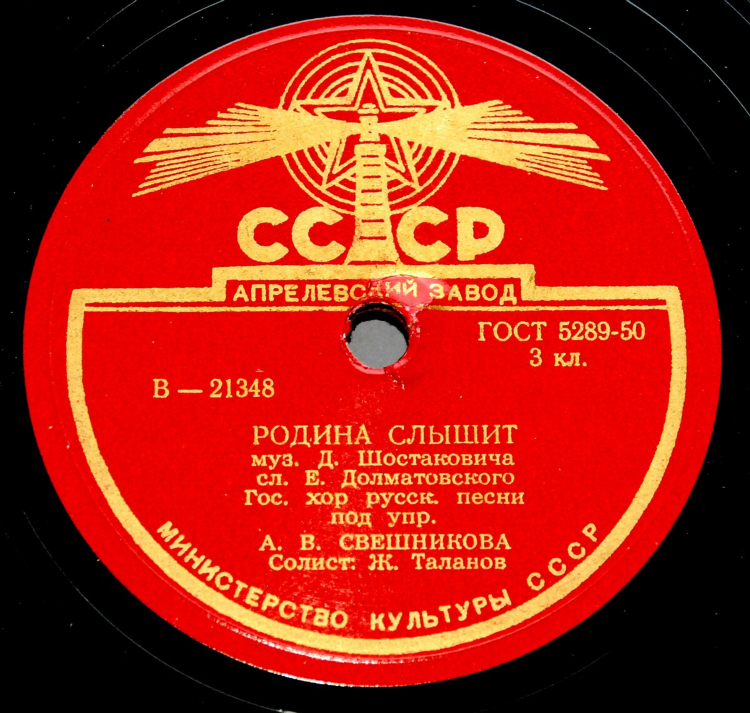 СССР
АПРЕЛЕВСКИЙ ЗАВОД
ГОСТ 5289-50
3 кл.
В — 21348
РОДИНА СЛЫШИТ
муз. Д. Шостаковича
сл. Е. Долматовского
Гос. хор русск. песни
под упр.
А. В. СВЕШНИКОВА
Солист: Ж. Таланов
МИНИСТЕРСТВО КУЛЬТУРЫ СССР